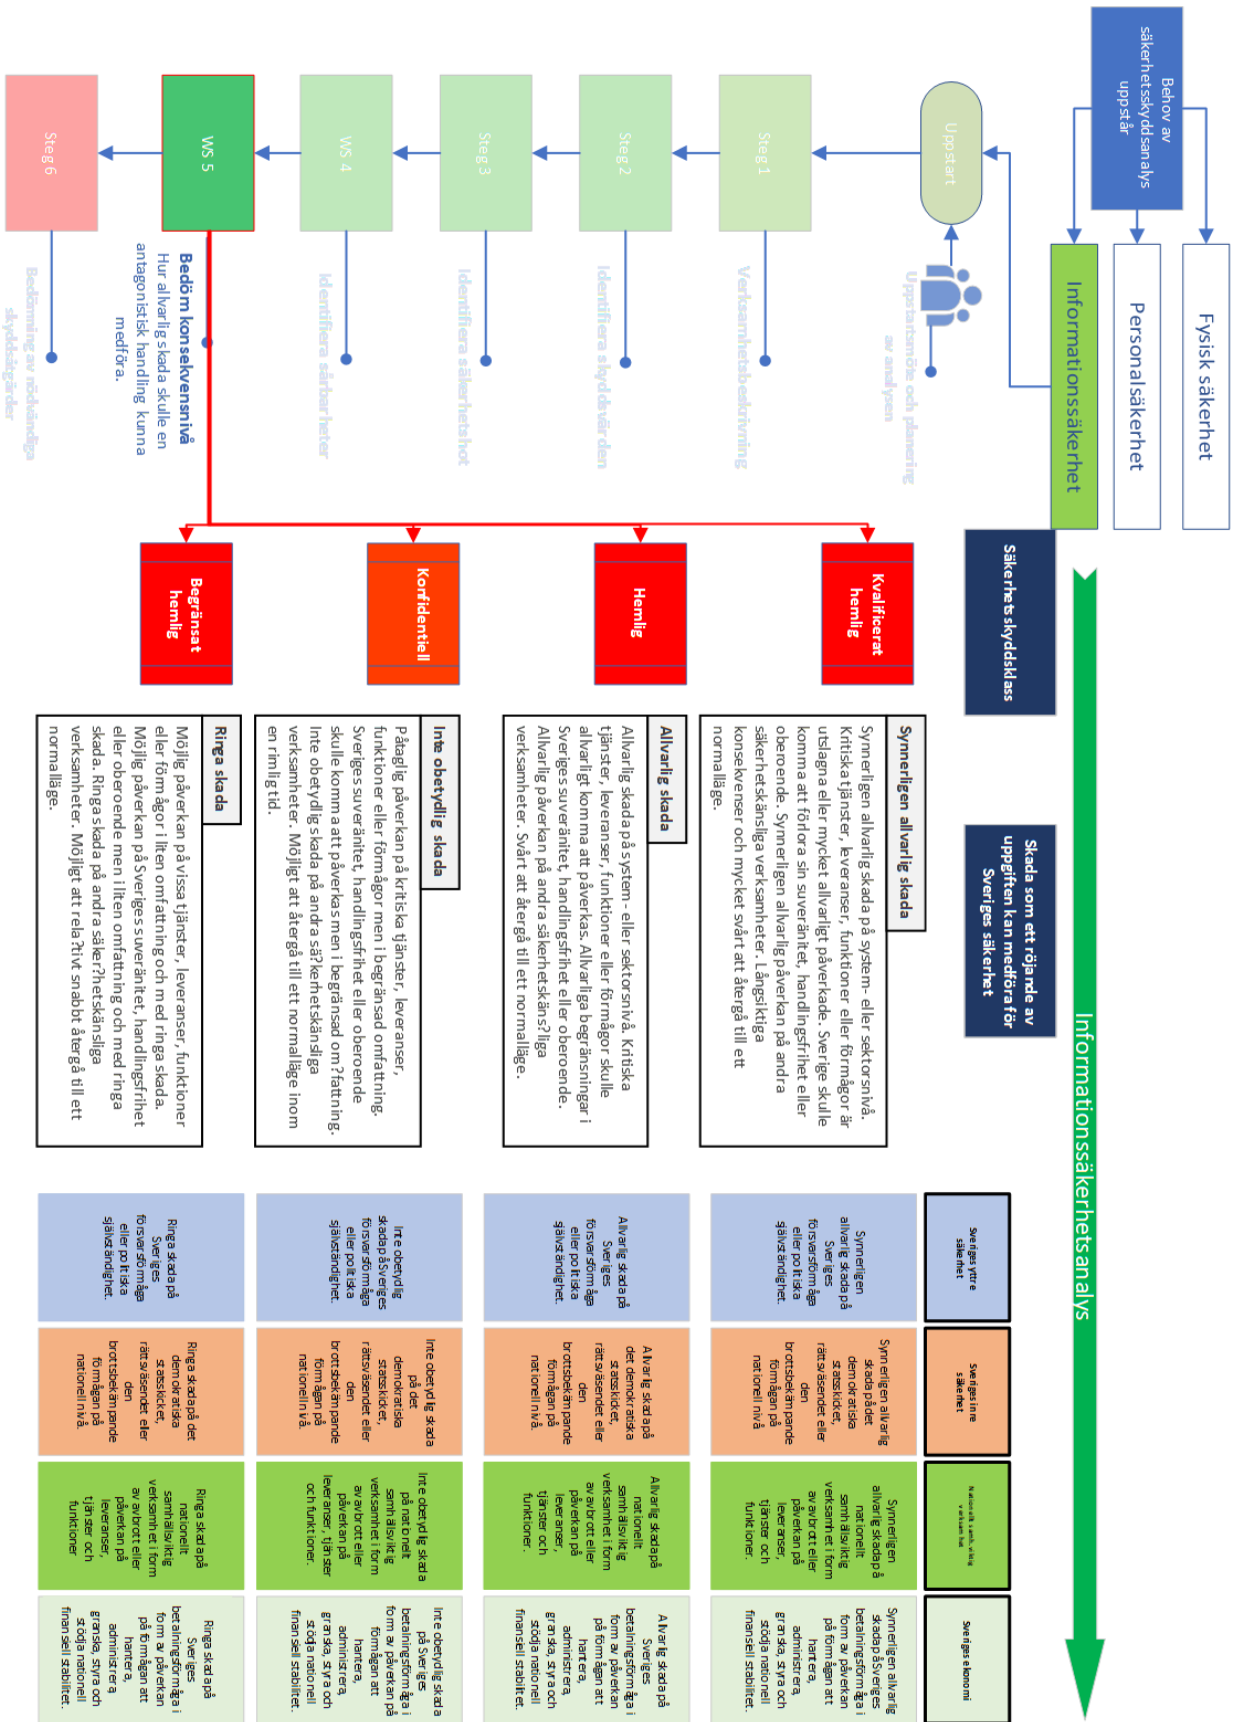 Behov av
säkerhetsskyddsanalys
uppstår
Fysisk säkerhet
Personalsäkerhet
Informationssäkerhet
Informationssäkerhetsanalys
Uppstart
Uppstartsmöte och planering
av analysen
Steg 1
Verksamhetsbeskrivning
Steg 2
Identifiera skyddsvärden
Steg 3
Identifiera säkerhetshot
WS 4
Identifiera sårbarheter
WS 5
Bedöm konsekvensnivå
Hur allvarlig skada skulle en
antagonistisk handling kunna
medföra.
Steg 6
Bedömning av nödvändiga
skyddsåtgärder
Säkerhetsskyddsklass
Skada som ett röjande av
uppgiften kan medföra för
Sveriges säkerhet
Sveriges yttre
säkerhet
Sveriges inre
säkerhet
Nationellt samh. viktig
verksamhet
Sveriges ekonomi
Kvalificerat
hemlig
Synnerligen allvarlig skada
Synnerligen allvarlig skada på system- eller sektorsnivå.
Kritiska tjänster, leveranser, funktioner eller förmågor är
utslagna eller mycket allvarligt påverkade. Sverige skulle
komma att förlora sin suveränitet, handlingsfrihet eller
oberoende. Synnerligen allvarlig påverkan på andra
säkerhetskänsliga verksamheter. Långsiktiga
konsekvenser och mycket svårt att återgå till ett
normalläge.
Synnerligen
allvarlig skada på
Sveriges
försvarsförmåga
eller politiska
självständighet.
Synnerligen allvarlig
skada på det
demokratiska
statsskicket,
rättsväsendet eller
den
brottsbekämpande
förmågan på
nationell nivå
Synnerligen
allvarlig skada på
nationellt
samhällsviktig
verksamhet i form
av avbrott eller
påverkan på
leveranser,
tjänster och
funktioner.
Synnerligen allvarlig
skada på Sveriges
betalningsförmåga i
form av påverkan
på förmågan att
hantera,
administrera,
granska, styra och
stödja nationell
finansiell stabilitet.
Hemlig
Allvarlig skada
Allvarlig skada på system- eller sektorsnivå. Kritiska
tjänster, leveranser, funktioner eller förmågor skulle
allvarligt komma att påverkas. Allvarliga begränsningar i
Sveriges suveränitet, handlingsfrihet eller oberoende.
Allvarlig påverkan på andra säkerhetskäns?liga
verksamheter. Svårt att återgå till ett normalläge.
Allvarlig skada på
Sveriges
försvarsförmåga
eller politiska
självständighet.
Allvarlig skada på
det demokratiska
statsskicket,
rättsväsendet eller
den
brottsbekämpande
förmågan på
nationell nivå.
Allvarlig skada på
nationellt
samhällsviktig
verksamhet i form
av avbrott eller
påverkan på
leveranser,
tjänster och
funktioner.
Allvarlig skada på
Sveriges
betalningsförmåga i
form av påverkan
på förmågan att
hantera,
administrera,
granska, styra och
stödja nationell
finansiell stabilitet.
Konfidentiell
Inte obetydlig skada
Påtaglig påverkan på kritiska tjänster, leveranser,
funktioner eller förmågor men i begränsad omfattning.
Sveriges suveränitet, handlingsfrihet eller oberoende
skulle komma att påverkas men i begränsad om?fattning.
Inte obetydlig skada på andra sä?kerhetskänsliga
verksamheter. Möjligt att återgå till ett normalläge inom
en rimlig tid.
Inte obetydlig
skada på Sveriges
försvarsförmåga
eller politiska
självständighet.
Inte obetydlig skada
på det
demokratiska
statsskicket,
rättsväsendet eller
den
brottsbekämpande
förmågan på
nationell nivå.
Inte obetydlig skada
på nationellt
samhällsviktig
verksamhet i form
av avbrott eller
påverkan på
leveranser, tjänster
och funktioner.
Inte obetydlig skada
på Sveriges
betalningsförmåga i
form av påverkan på
förmågan att
hantera,
administrera,
granska, styra och
stödja nationell
finansiell stabilitet.
Begränsat
hemlig
Ringa skada
Möjlig påverkan på vissa tjänster, leveranser, funktioner
eller förmågor i liten omfattning och med ringa skada.
Möjlig påverkan på Sveriges suveränitet, handlingsfrihet
eller oberoende men i liten omfattning och med ringa
skada. Ringa skada på andra säker?hetskänsliga
verksamheter. Möjligt att rela?tivt snabbt återgå till ett
normalläge.
Ringa skada på
Sveriges
försvarsförmåga
eller politiska
självständighet.
Ringa skada på det
demokratiska
statsskicket,
rättsväsendet eller
den
brottsbekämpande
förmågan på
nationell nivå.
Ringa skada på
nationellt
samhällsviktig
verksamhet i form
av avbrott eller
påverkan på
leveranser,
tjänster och
funktioner
Ringa skada på
Sveriges
betalningsförmåga i
form av påverkan
på förmågan att
hantera,
administrera,
granska, styra och
stödja nationell
finansiell stabilitet.